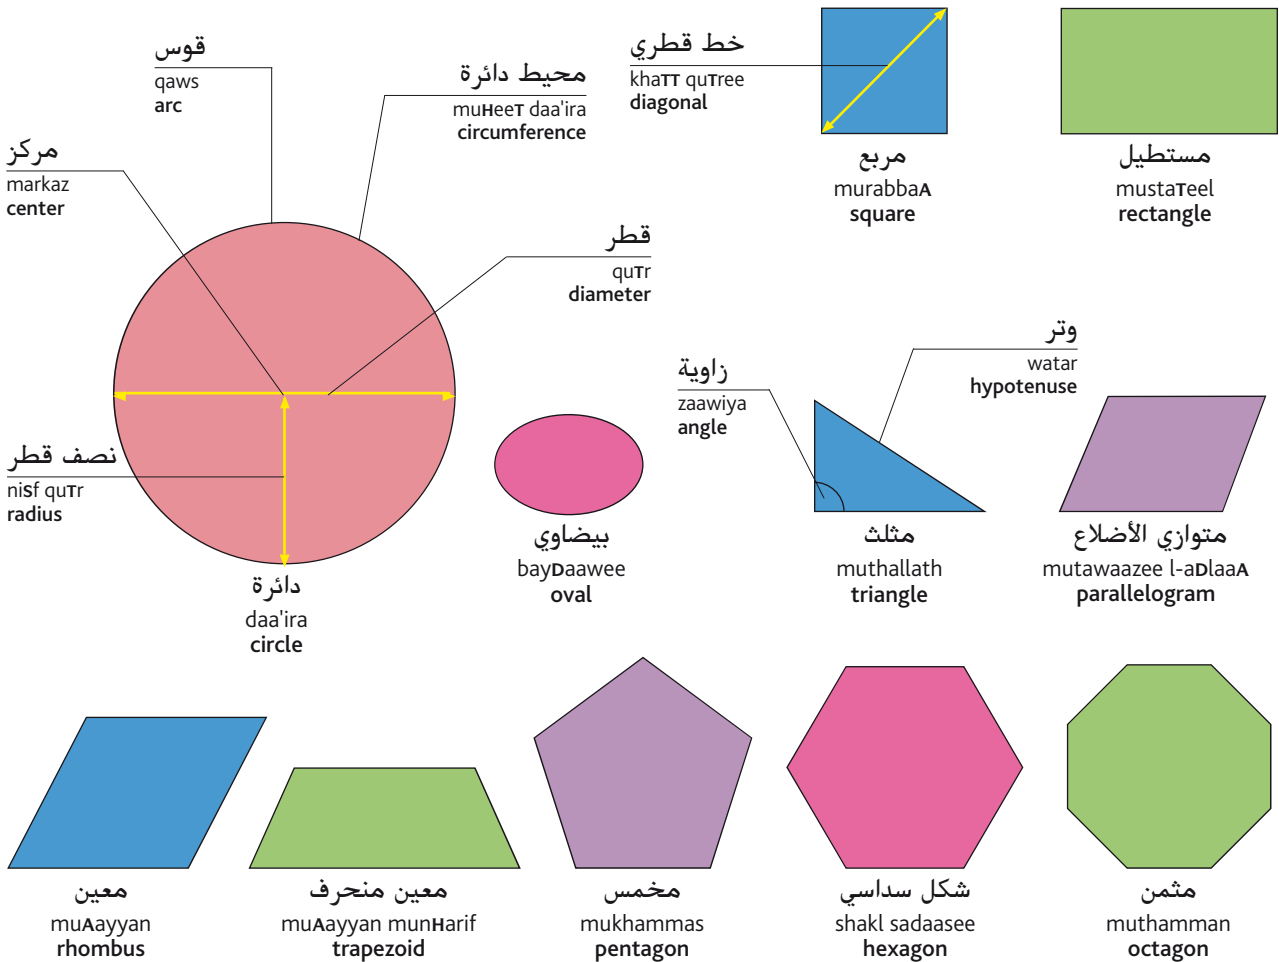 قوس
qaws
arc
محيط دائرة
muHeeT daa'ira
circumference
خط قطري
khaTT quTree
diagonal
مربع
murabbaA
square
مستطيل
mustaTeel
rectangle
مركز
markaz
center
قطر
quTr
diameter
نصف قطر
niSf quTr
radius
دائرة
daa'ira
circle
بيضاوي
bayDaawee
oval
زاوية
zaawiya
angle
وتر
watar
hypotenuse
مثلث
muthallath
triangle
متوازي الأضلاع
mutawaazee l-aDlaaA
parallelogram
معين
muAayyan
rhombus
معين منحرف
muAayyan munHarif
trapezoid
مخمس
mukhammas
pentagon
شكل سداسي
shakl sadaasee
hexagon
مثمن
muthamman
octagon